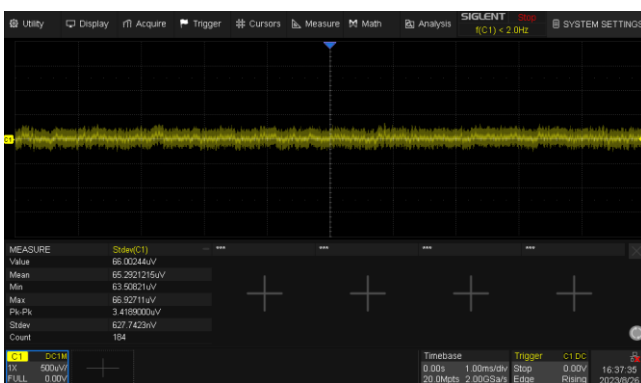 Utility Display Acquire Trigger Cursors Measure Math Analysis SIGLENT Stop SYSTEM SETTINGS
f(C1) < 2.0Hz
C1
MEASURE Stdev(C1) -- *** *** *** ***
Value 66.00244uV
Mean 65.2921215uV
Min 63.50821uV
Max 66.92711uV
Pk-Pk 3.4189000uV
Stdev 627.7423nV
Count 184
C1 DC1M Timebase Trigger C1 DC
1X 500uV/ 0.00s 1.00ms/div Stop 0.00V 16:37:35
FULL 0.00V 20.0Mpts 2.00GSa/s Edge Rising 2023/8/26